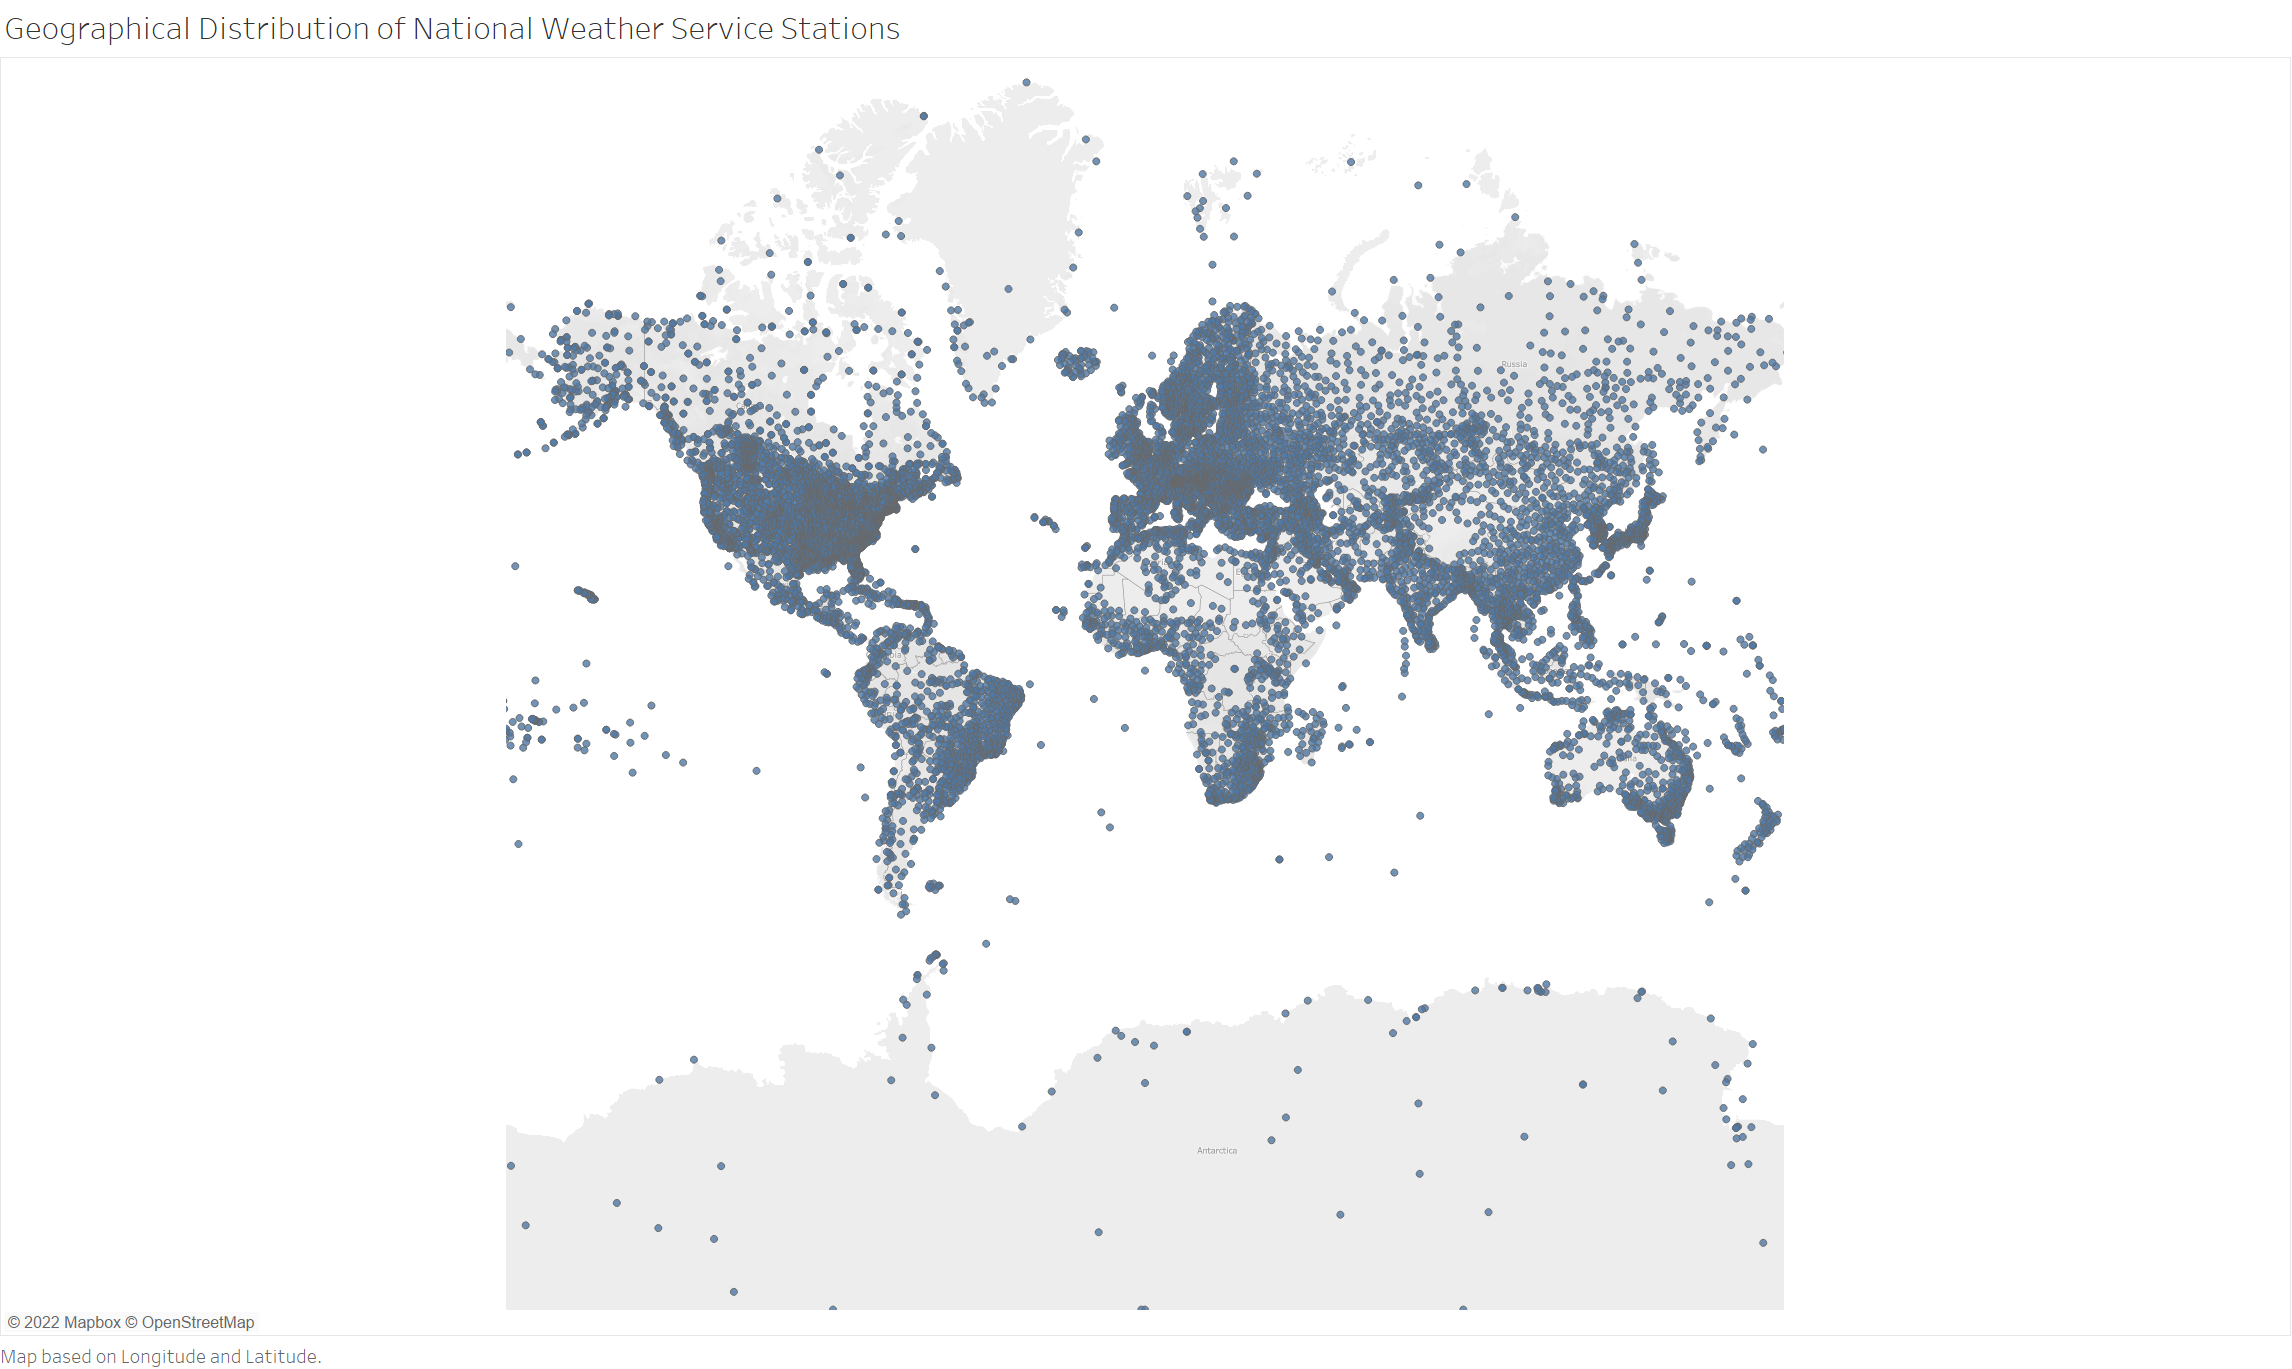 Geographical Distribution of National Weather Service Stations
Russia
Antarctica
© 2022 Mapbox © OpenStreetMap
Map based on Longitude and Latitude.